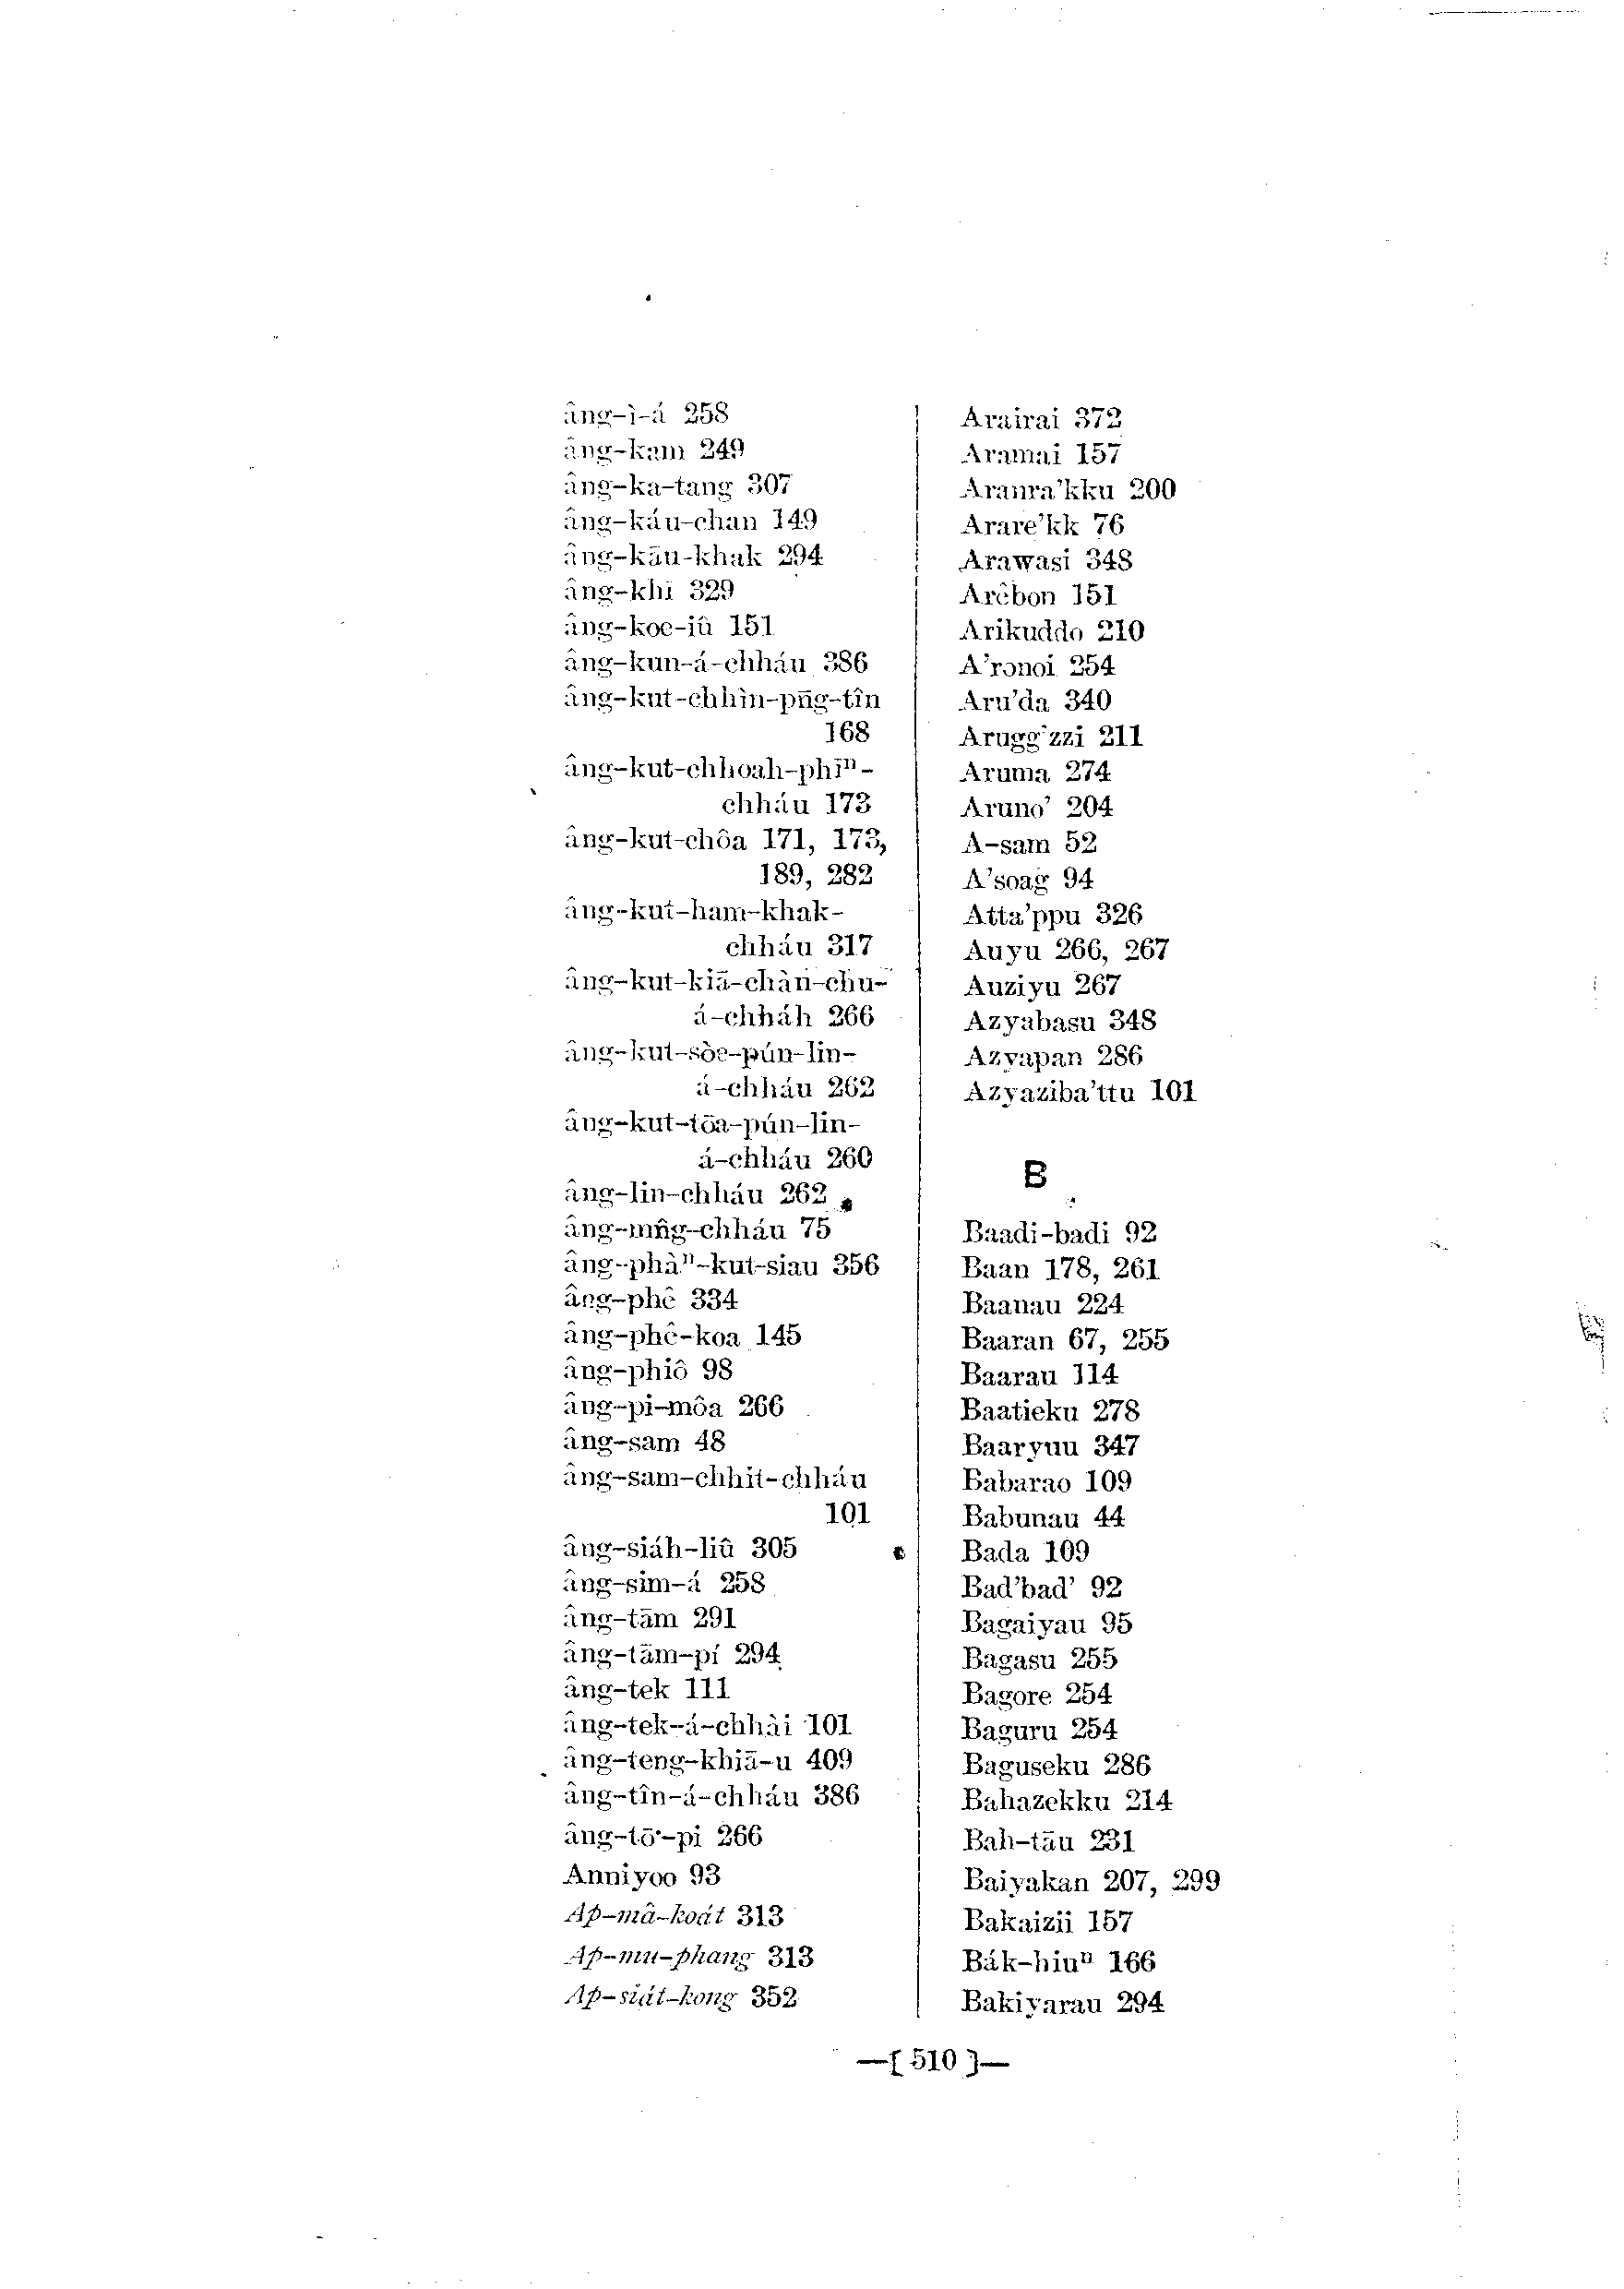 âng-ì-á 258
âng-kam 249
âng-ka-tang 307
âng-káu-chan 149
âng-kāu-khak 294
âng-khî 329
âng-koe-iû 151
âng-kun-á-chháu 386
âng-kut-chhìn-pn̄g-tîn
168
âng-kut-chhoah-phīⁿ-
chháu 173
âng-kut-chôa 171, 173,
189, 282
âng-kut-ham-khak-
chháu 317
âng-kut-kiā-chàn-chu-
á-chháh 266
âng-kut-sòe-pún-lin-
á-chháu 262
âng-kut-tōa-pún-lin-
á-chháu 260
âng-lin-chháu 262
âng-mn̂g-chháu 75
âng-phàⁿ-kut-siau 356
âng-phê 334
âng-phê-koa 145
âng-phiô 98
âng-pi-môa 266
âng-sam 48
âng-sam-chhit-chháu
101
âng-siáh-liû 305
âng-sim-á 258
âng-tām 291
âng-tām-pí 294
âng-tek 111
âng-tek-á-chhài 101
âng-teng-khiā-u 409
âng-tîn-á-chháu 386
âng-tō·-pi 266
Anniyoo 93
Ap-mâ-koat 313
Ap-mu-phang 313
Ap-siát-kong 352
Arairai 372
Aramai 157
Aranra'kku 200
Arare'kk 76
Arawasi 348
Arêbon 151
Arikuddo 210
A'ronoi 254
Aru'da 340
Arugg'zzi 211
Aruma 274
Aruno' 204
A-sam 52
A'soag 94
Atta'ppu 326
Auyu 266, 267
Auziyu 267
Azyabasu 348
Azyapan 286
Azyaziba'ttu 101
B
Baadi-badi 92
Baan 178, 261
Baanau 224
Baaran 67, 255
Baarau 114
Baatieku 278
Baaryuu 347
Babarao 109
Babunau 44
Bada 109
Bad'bad' 92
Bagaiyau 95
Bagasu 255
Bagore 254
Baguru 254
Baguseku 286
Bahazekku 214
Bah-tāu 231
Baiyakan 207, 299
Bakaizii 157
Bák-hiuⁿ 166
Bakiyarau 294
—[ 510 ]—